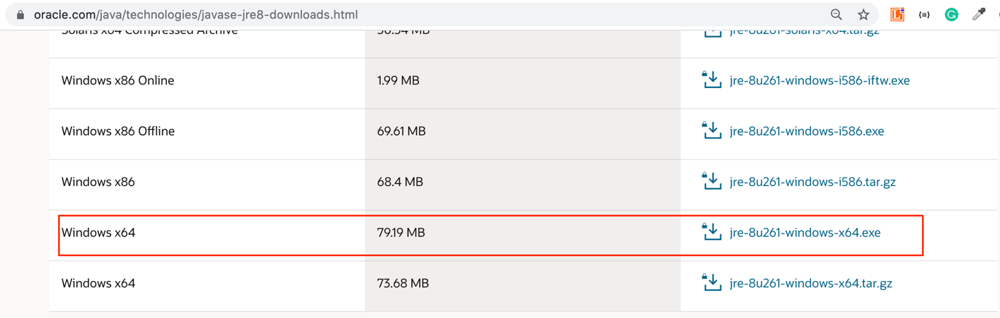 oracle.com/java/technologies/javase-jre8-downloads.html
Solaris x64 Compressed Archive 56.54 MB jre-8u261-solaris-x64.tar.gz
Windows x86 Online 1.99 MB jre-8u261-windows-i586-iftw.exe
Windows x86 Offline 69.61 MB jre-8u261-windows-i586.exe
Windows x86 68.4 MB jre-8u261-windows-i586.tar.gz
Windows x64 79.19 MB jre-8u261-windows-x64.exe
Windows x64 73.68 MB jre-8u261-windows-x64.tar.gz